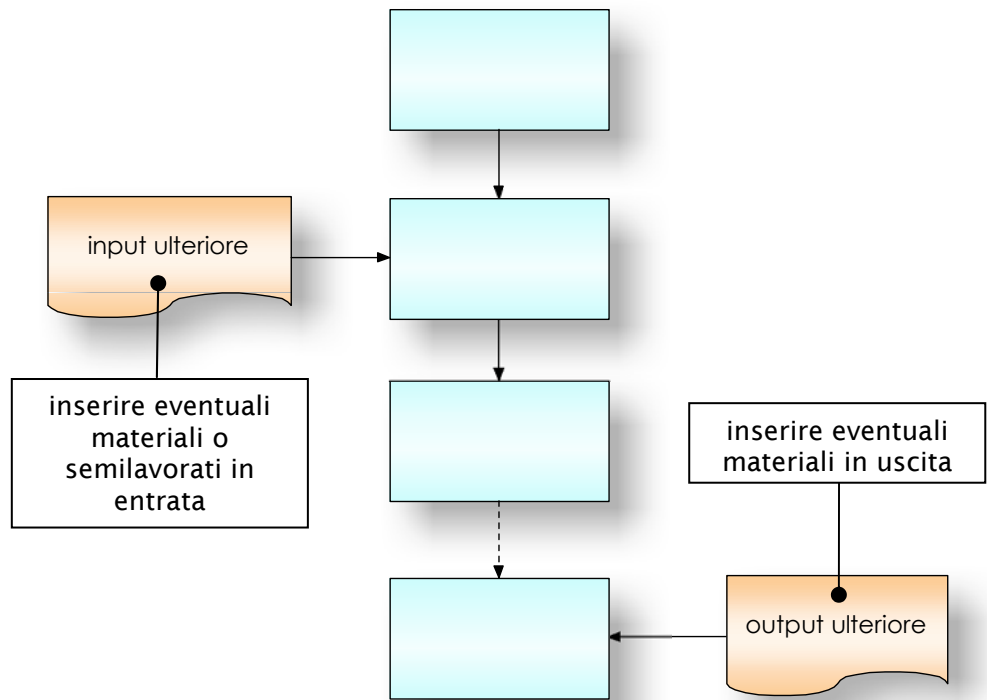 input ulteriore
inserire eventuali
materiali o
semilavorati in
entrata
inserire eventuali
materiali in uscita
output ulteriore